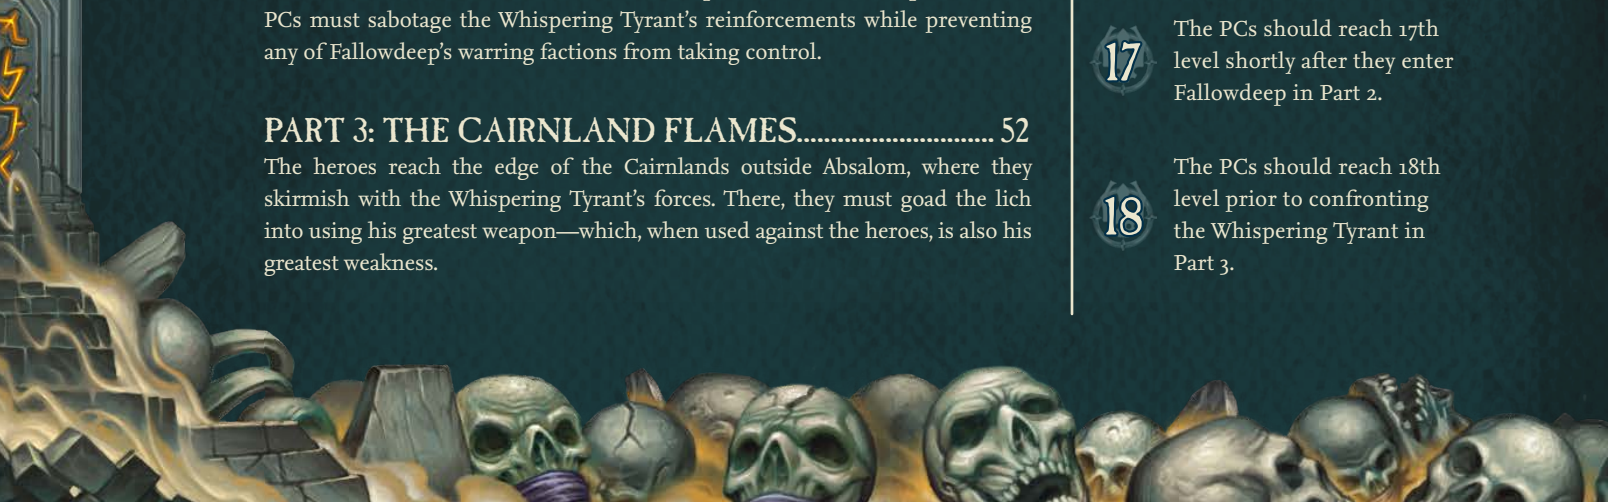 PCs must sabotage the Whispering Tyrant’s reinforcements while preventing
any of Fallowdeep’s warring factions from taking control.
PART 3: THE CAIRNLAND FLAMES............................. 52
The heroes reach the edge of the Cairnlands outside Absalom, where they
skirmish with the Whispering Tyrant’s forces. There, they must goad the lich
into using his greatest weapon—which, when used against the heroes, is also his
greatest weakness.
17
The PCs should reach 17th
level shortly after they enter
Fallowdeep in Part 2.
18
The PCs should reach 18th
level prior to confronting
the Whispering Tyrant in
Part 3.